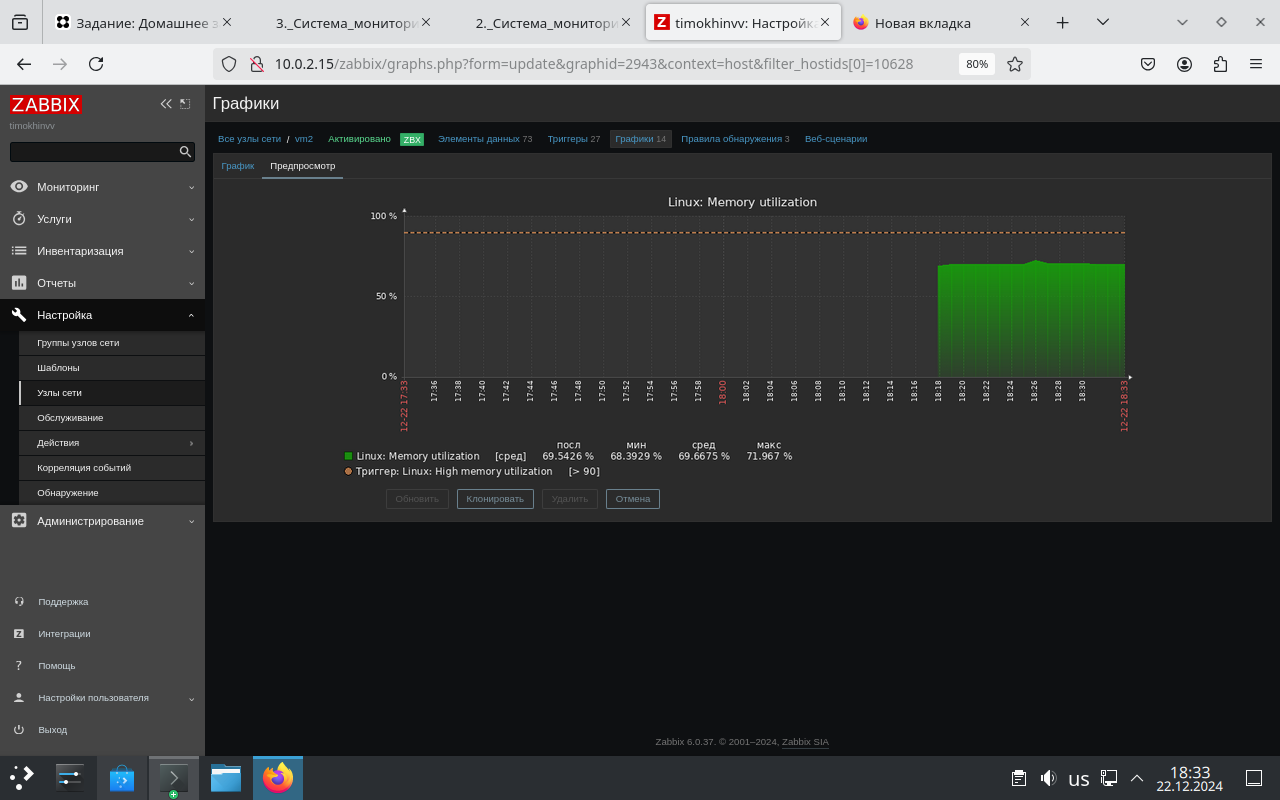 Задание: Домашнее з
3._Система_монитори
2._Система_монитори
timokhinvv: Настройка
Новая вкладка
10.0.2.15/zabbix/graphs.php?form=update&graphid=2943&context=host&filter_hostids[0]=10628
80%
ZABBIX
timokhinvv
Мониторинг
Услуги
Инвентаризация
Отчеты
Настройка
Группы узлов сети
Шаблоны
Узлы сети
Обслуживание
Действия
Корреляция событий
Обнаружение
Администрирование
Поддержка
Интеграции
Помощь
Настройки пользователя
Выход
Графики
Все узлы сети / vm2 Активировано ZBX Элементы данных 73 Триггеры 27 Графики 14 Правила обнаружения 3 Веб-сценарии
График Предпросмотр
Linux: Memory utilization
100 %
50 %
0 %
12-22 17:33 17:36 17:38 17:40 17:42 17:44 17:46 17:48 17:50 17:52 17:54 17:56 17:58 18:00 18:02 18:04 18:06 18:08 18:10 18:12 18:14 18:16 18:18 18:20 18:22 18:24 18:26 18:28 18:30 12-22 18:33
посл мин сред макс
Linux: Memory utilization [сред] 69.5426 % 68.3929 % 69.6675 % 71.967 %
Триггер: Linux: High memory utilization [> 90]
Обновить Клонировать Удалить Отмена
Zabbix 6.0.37. © 2001–2024, Zabbix SIA
us
18:33
22.12.2024